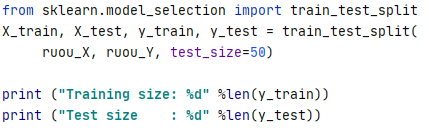 from sklearn.model_selection import train_test_split
X_train, X_test, y_train, y_test = train_test_split(
     ruou_X, ruou_Y, test_size=50)
print ("Training size: %d" %len(y_train))
print ("Test size    : %d" %len(y_test))